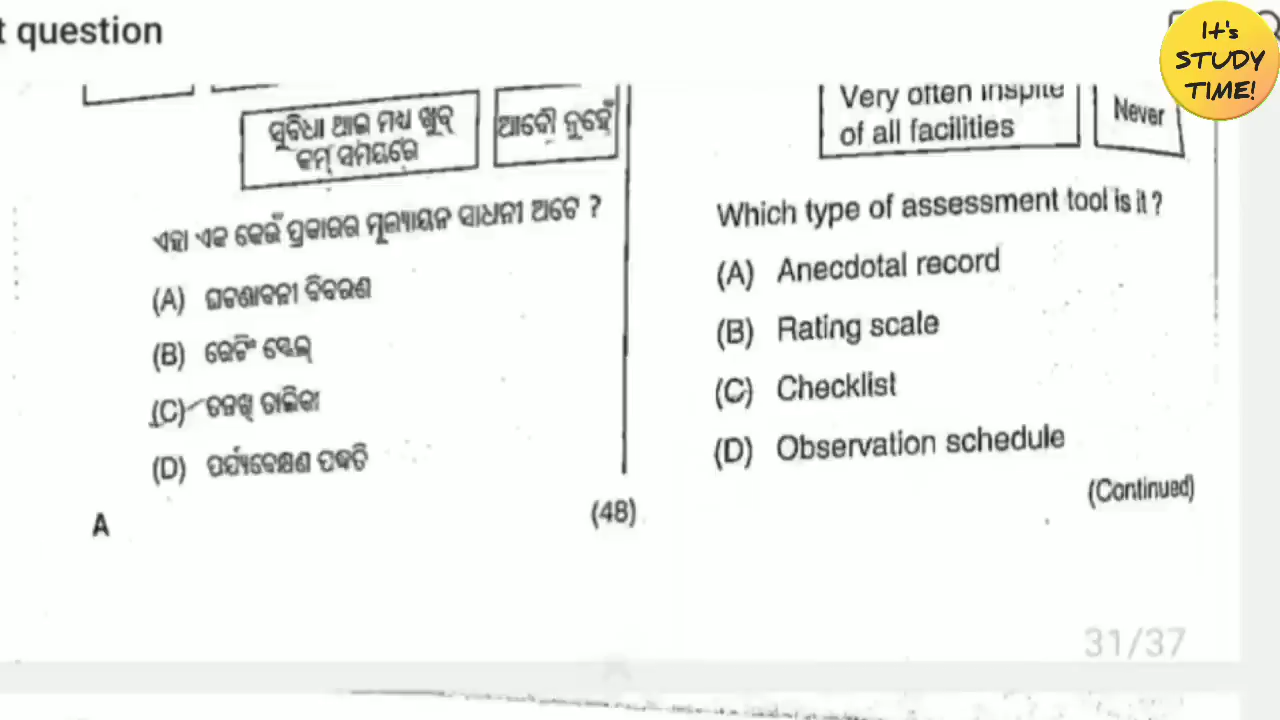 t question
It's
STUDY
TIME!
ସୁବିଧା ଥାଇ ମଧ୍ୟ ଖୁବ୍
କମ୍ ସମୟରେ
ଆଦୌ ନୁହେଁ
ଏହା ଏକ କେଉଁ ପ୍ରକାରର ମୂଲ୍ୟାୟନ ସାଧନୀ ଅଟେ ?
(A) ଘଟଣାବଳୀ ବିବରଣ
(B) ରେଟିଂ ସ୍କେଲ୍
(C) ତନଖି ତାଲିକା
(D) ପର୍ଯ୍ୟବେକ୍ଷଣ ପଦ୍ଧତି
A
(48)
Very often inspite
of all facilities
Never
Which type of assessment tool is it ?
(A) Anecdotal record
(B) Rating scale
(C) Checklist
(D) Observation schedule
(Continued)
31/37